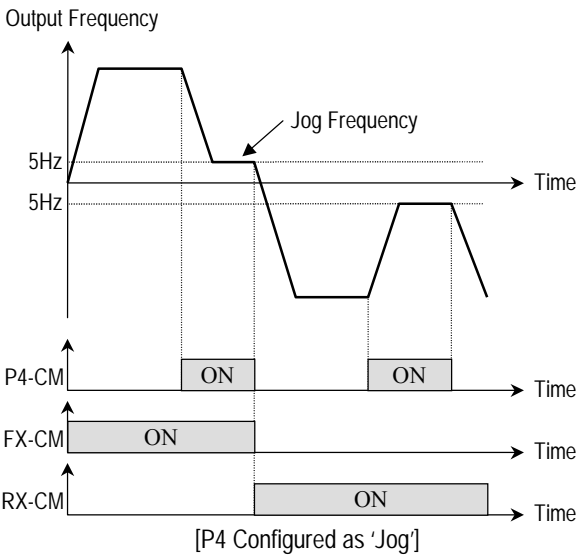 Output Frequency
Jog Frequency
5Hz
Time
5Hz
P4-CM
ON
ON
Time
FX-CM
ON
Time
RX-CM
ON
Time
[P4 Configured as 'Jog']